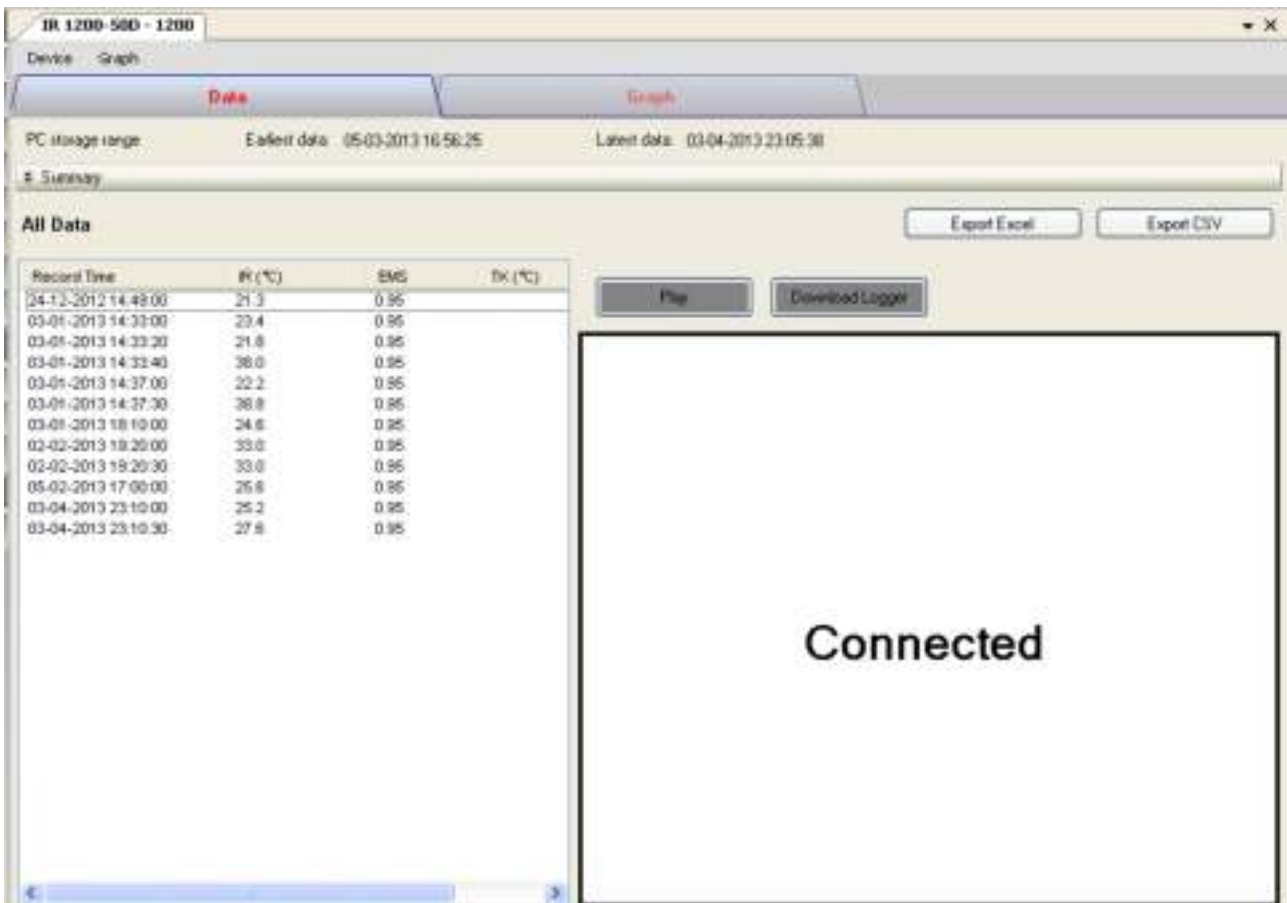 IR 1200-50D - 1200
Device Graph
Data Graph
PC storage range Earliest data: 05-03-2013 16:56:25 Latest data: 03-04-2013 23:05:38
Summary
All Data Export Excel Export CSV
Record Time IR (℃) EMS TK (℃)
Play Download Logger
24-12-2012 14:48:00 21.3 0.95
03-01-2013 14:33:00 23.4 0.95
03-01-2013 14:33:20 21.8 0.95
03-01-2013 14:33:40 38.0 0.95
03-01-2013 14:37:00 22.2 0.95
03-01-2013 14:37:30 38.8 0.95
03-01-2013 18:10:00 24.6 0.95
02-02-2013 19:20:00 33.0 0.95
02-02-2013 19:20:30 33.0 0.95
05-02-2013 17:00:00 25.8 0.95
03-04-2013 23:10:00 25.2 0.95
03-04-2013 23:10:30 27.6 0.95
Connected